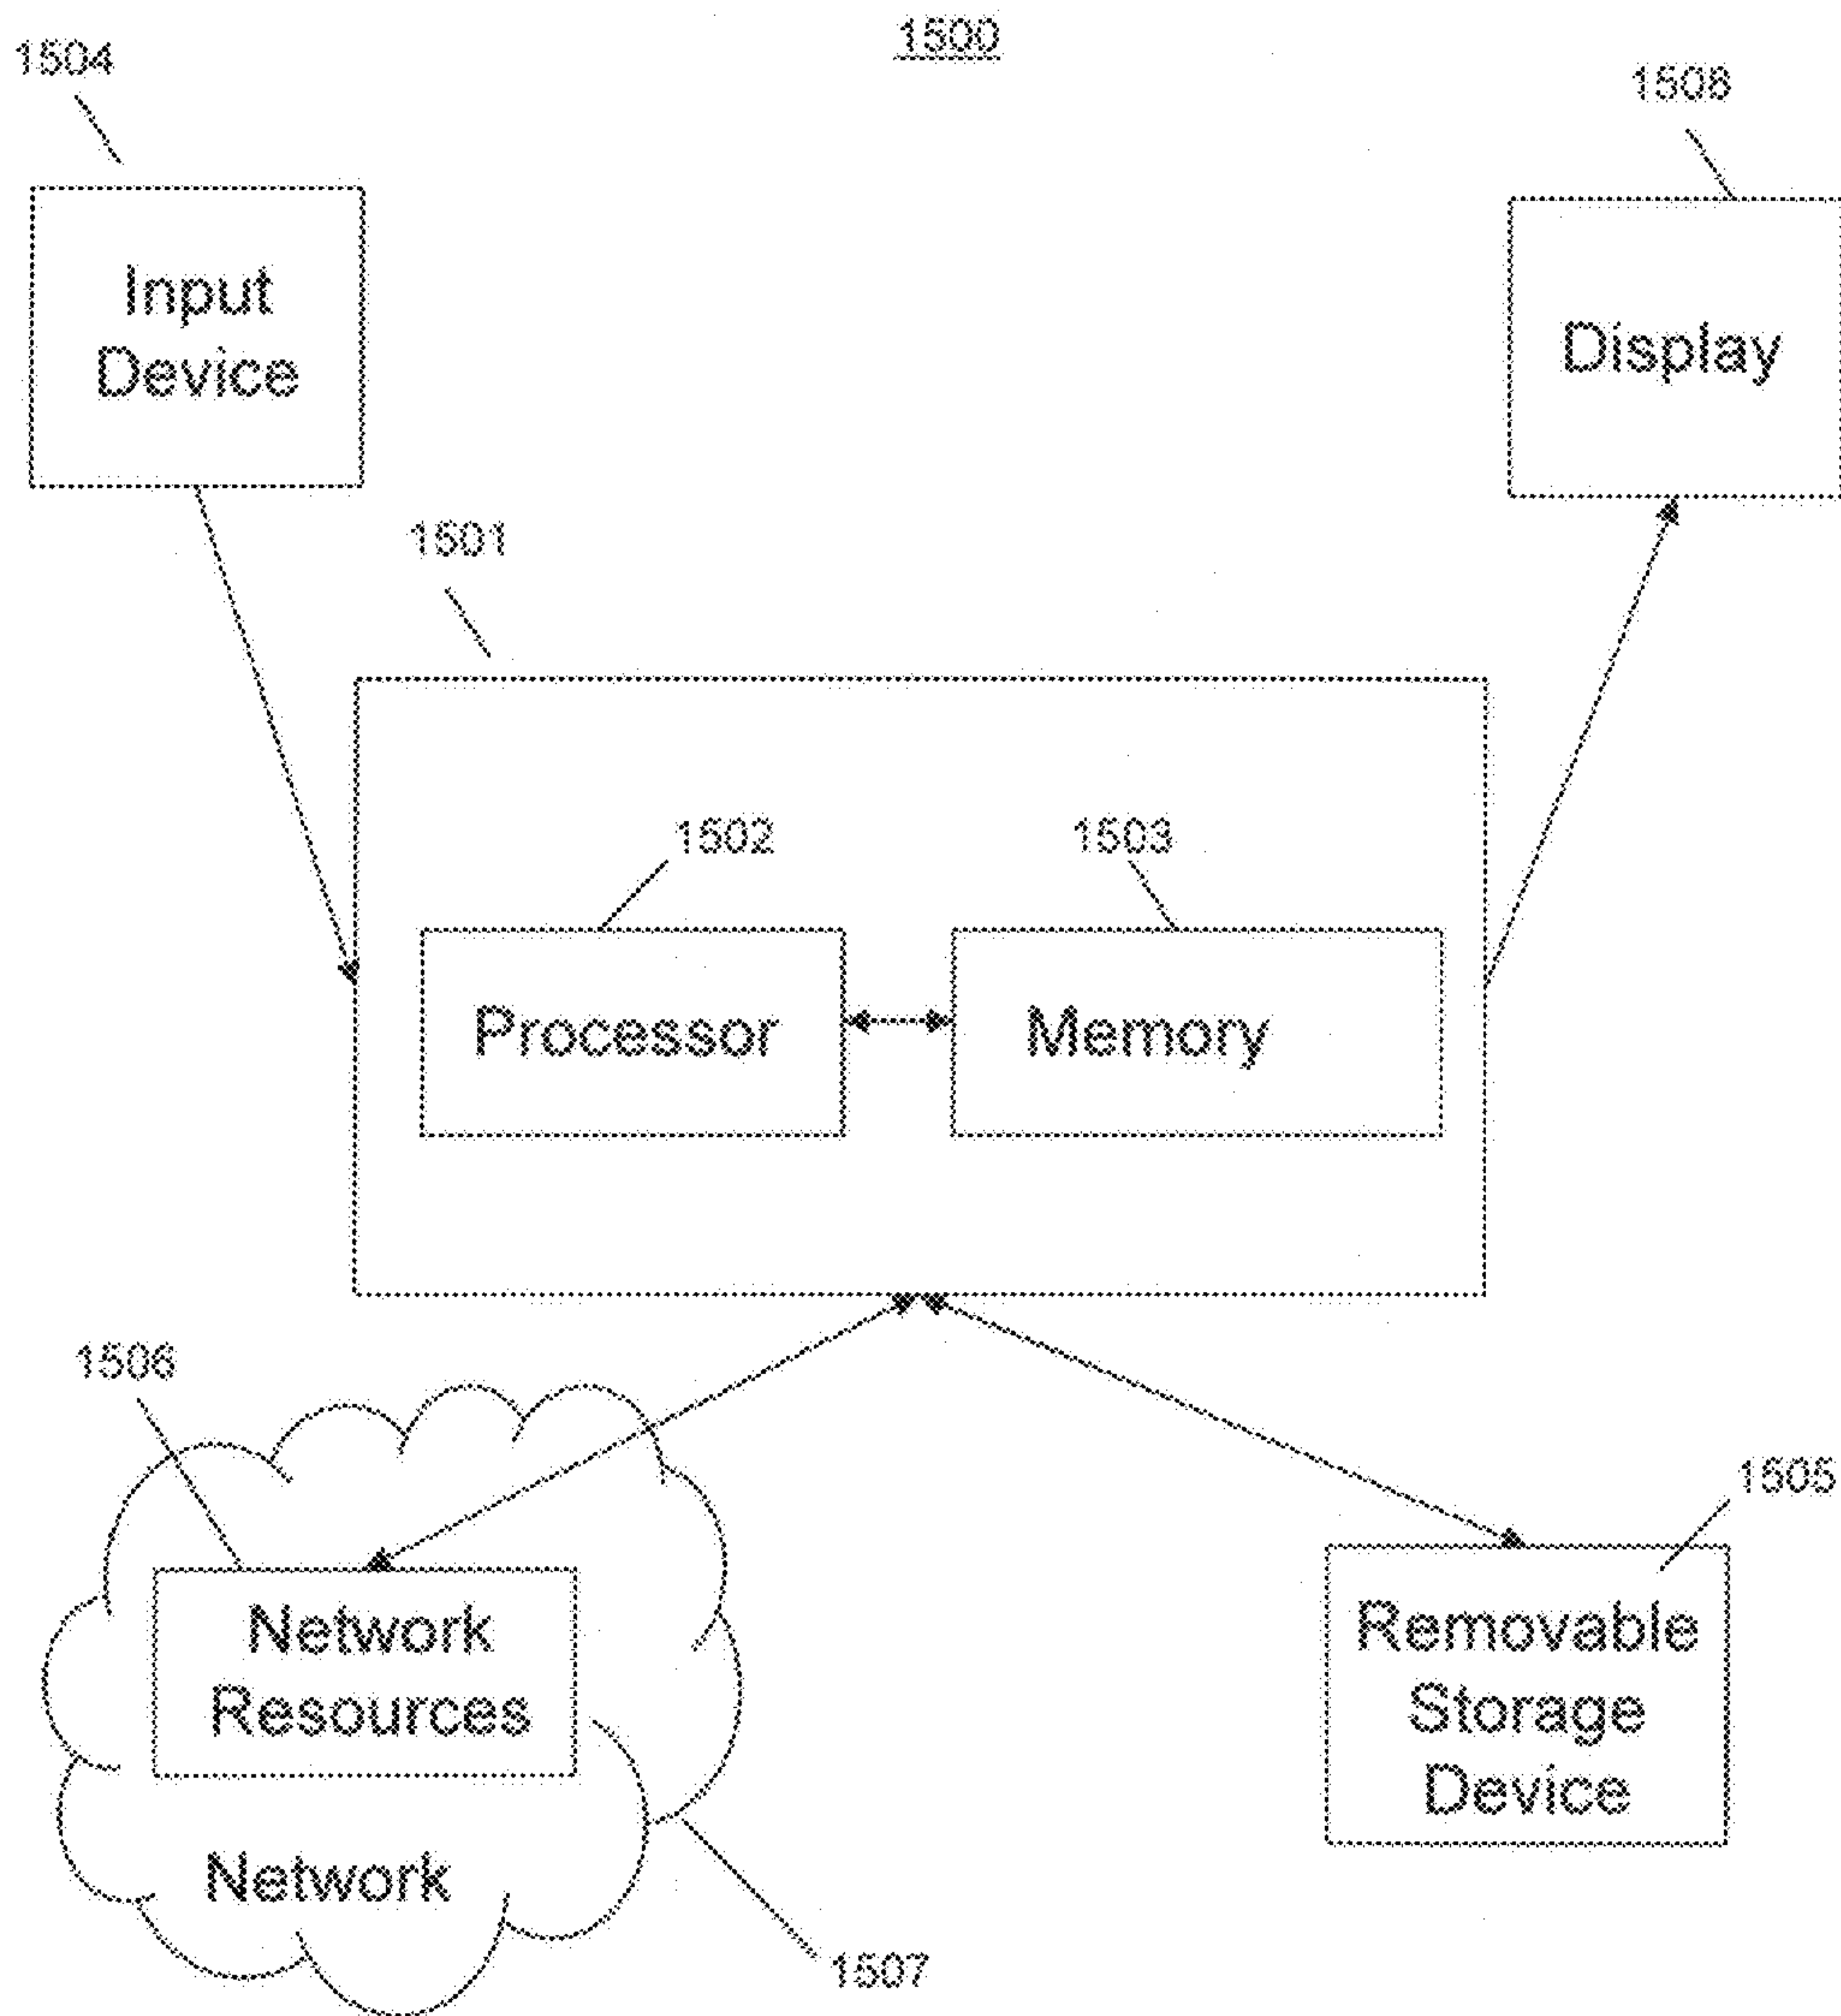 1500
1504
1508
Input
Device
Display
1501
1502
1503
Processor
Memory
1506
1505
Network
Resources
Removable
Storage
Device
Network
1507